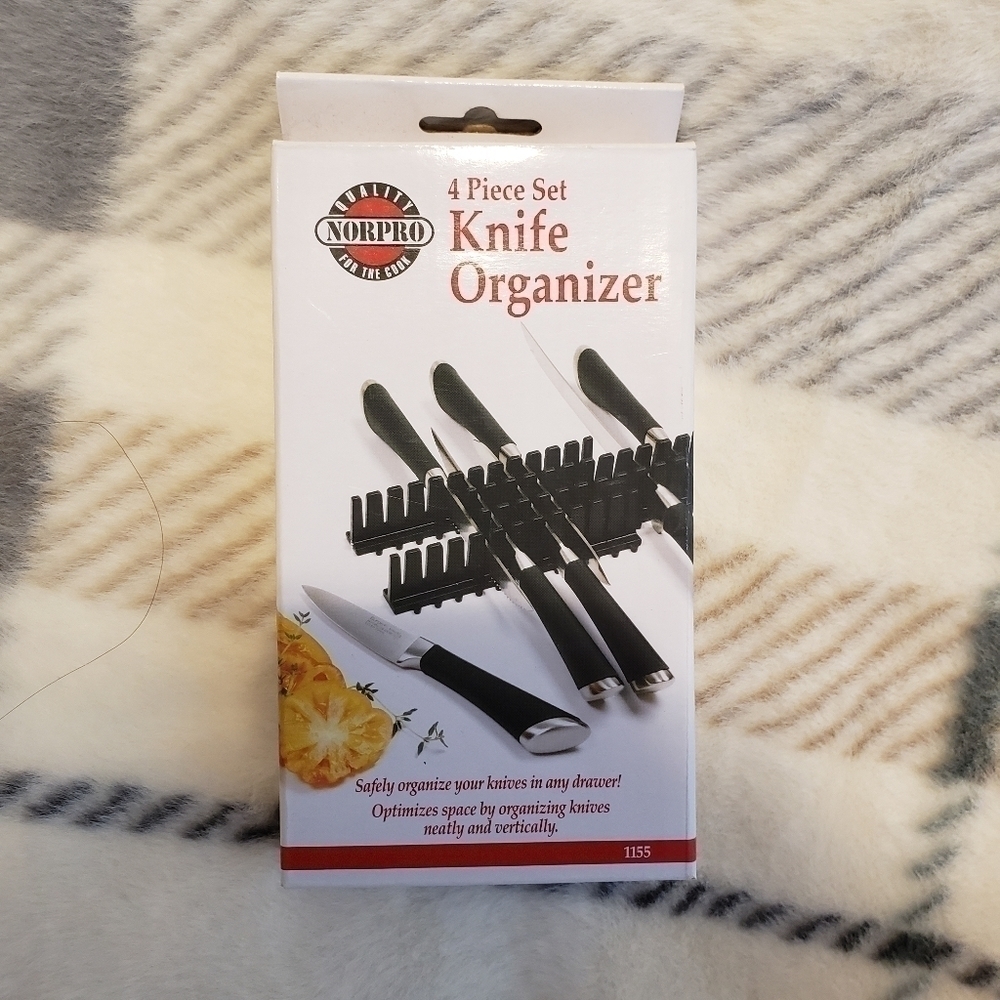 QUALITY
NORPRO
FOR THE COOK
4 Piece Set
Knife
Organizer
Safely organize your knives in any drawer!
Optimizes space by organizing knives
neatly and vertically.
1155